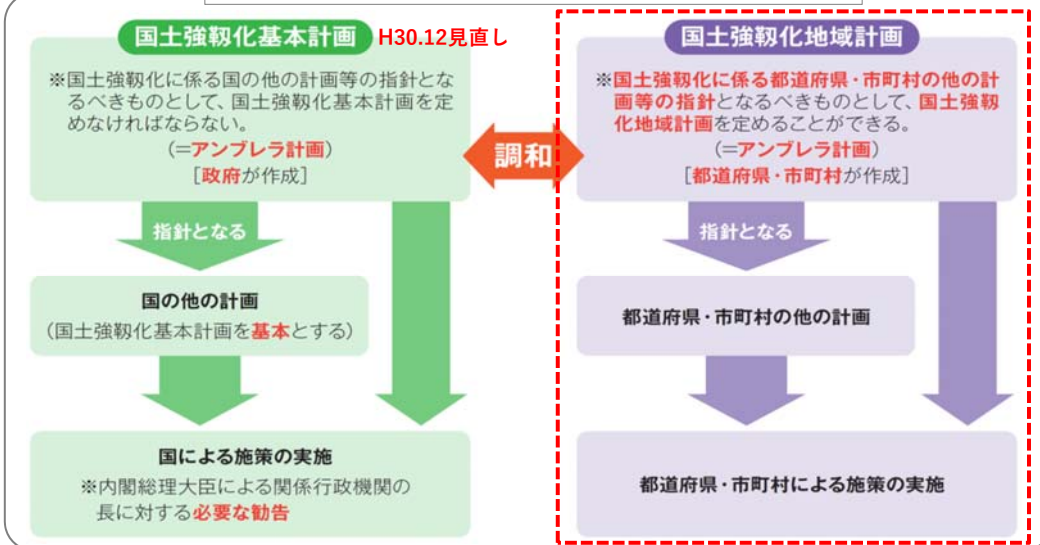 国土強靱化基本計画
H30.12見直し
※国土強靱化に係る国の他の計画等の指針とな
るべきものとして、国土強靱化基本計画を定
めなければならない。
(=アンブレラ計画)
[政府が作成]
指針となる
国の他の計画
(国土強靱化基本計画を基本とする)
国による施策の実施
※内閣総理大臣による関係行政機関の
長に対する必要な勧告
調和
国土強靱化地域計画
※国土強靱化に係る都道府県・市町村の他の計
画等の指針となるべきものとして、国土強靱
化地域計画を定めることができる。
(=アンブレラ計画)
[都道府県・市町村が作成]
指針となる
都道府県・市町村の他の計画
都道府県・市町村による施策の実施